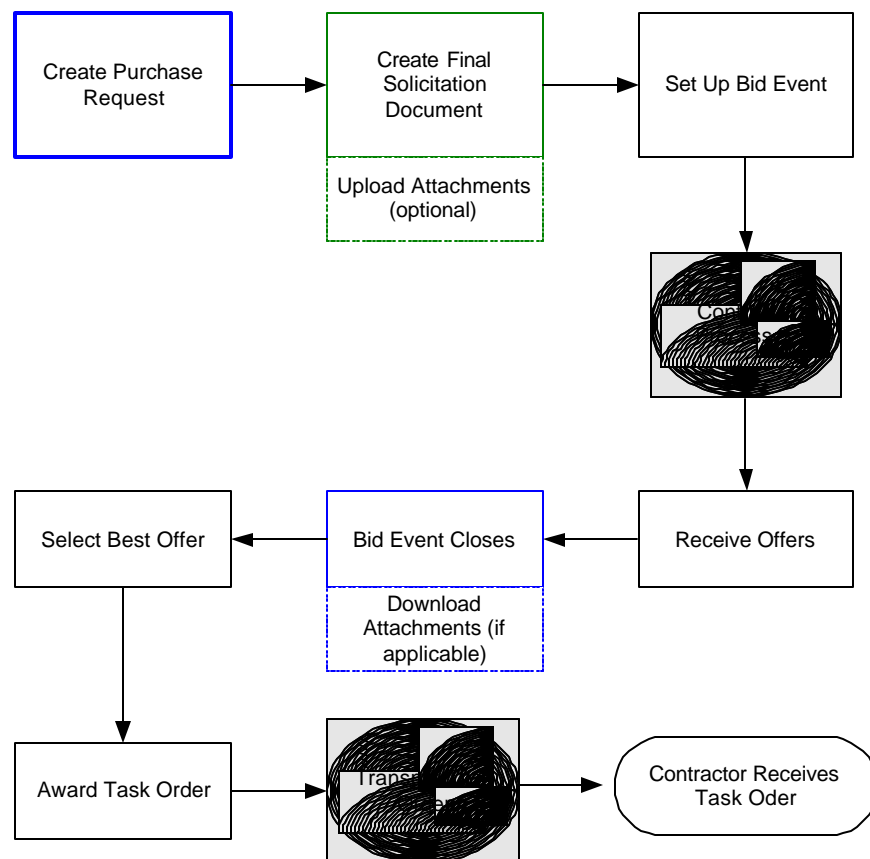 Create Purchase
Request
Create Final
Solicitation
Document
Set Up Bid Event
Upload Attachments
(optional)
Select Best Offer
Bid Event Closes
Receive Offers
Download
Attachments (if
applicable)
Award Task Order
Contractor Receives
Task Oder